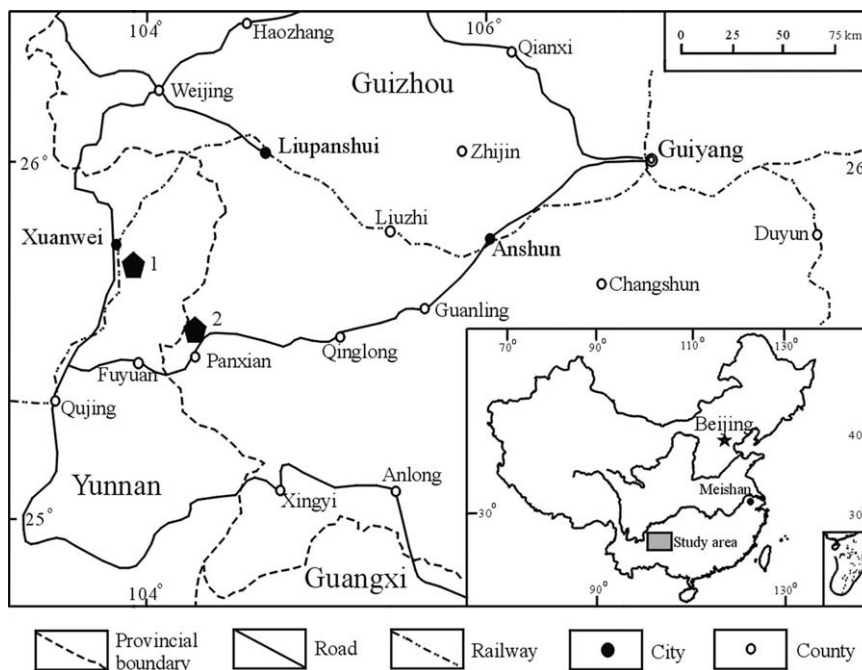 104°
106°
0 25 50 75 km
Haozhang
Qianxi
Weijing
Guizhou
Liupanshui
Zhijin
Guiyang
26°
26
Xuanwei
Liuzhi
Anshun
Duyun
1
Changshun
2
Guanling
Qinglong
Fuyuan
Panxian
Qujing
Yunnan
Xingyi
Anlong
25°
Guangxi
104°
70°
90°
110°
130°
Beijing
40
Meishan
30°
30
Study area
90°
130°
Provincial
boundary
Road
Railway
City
County